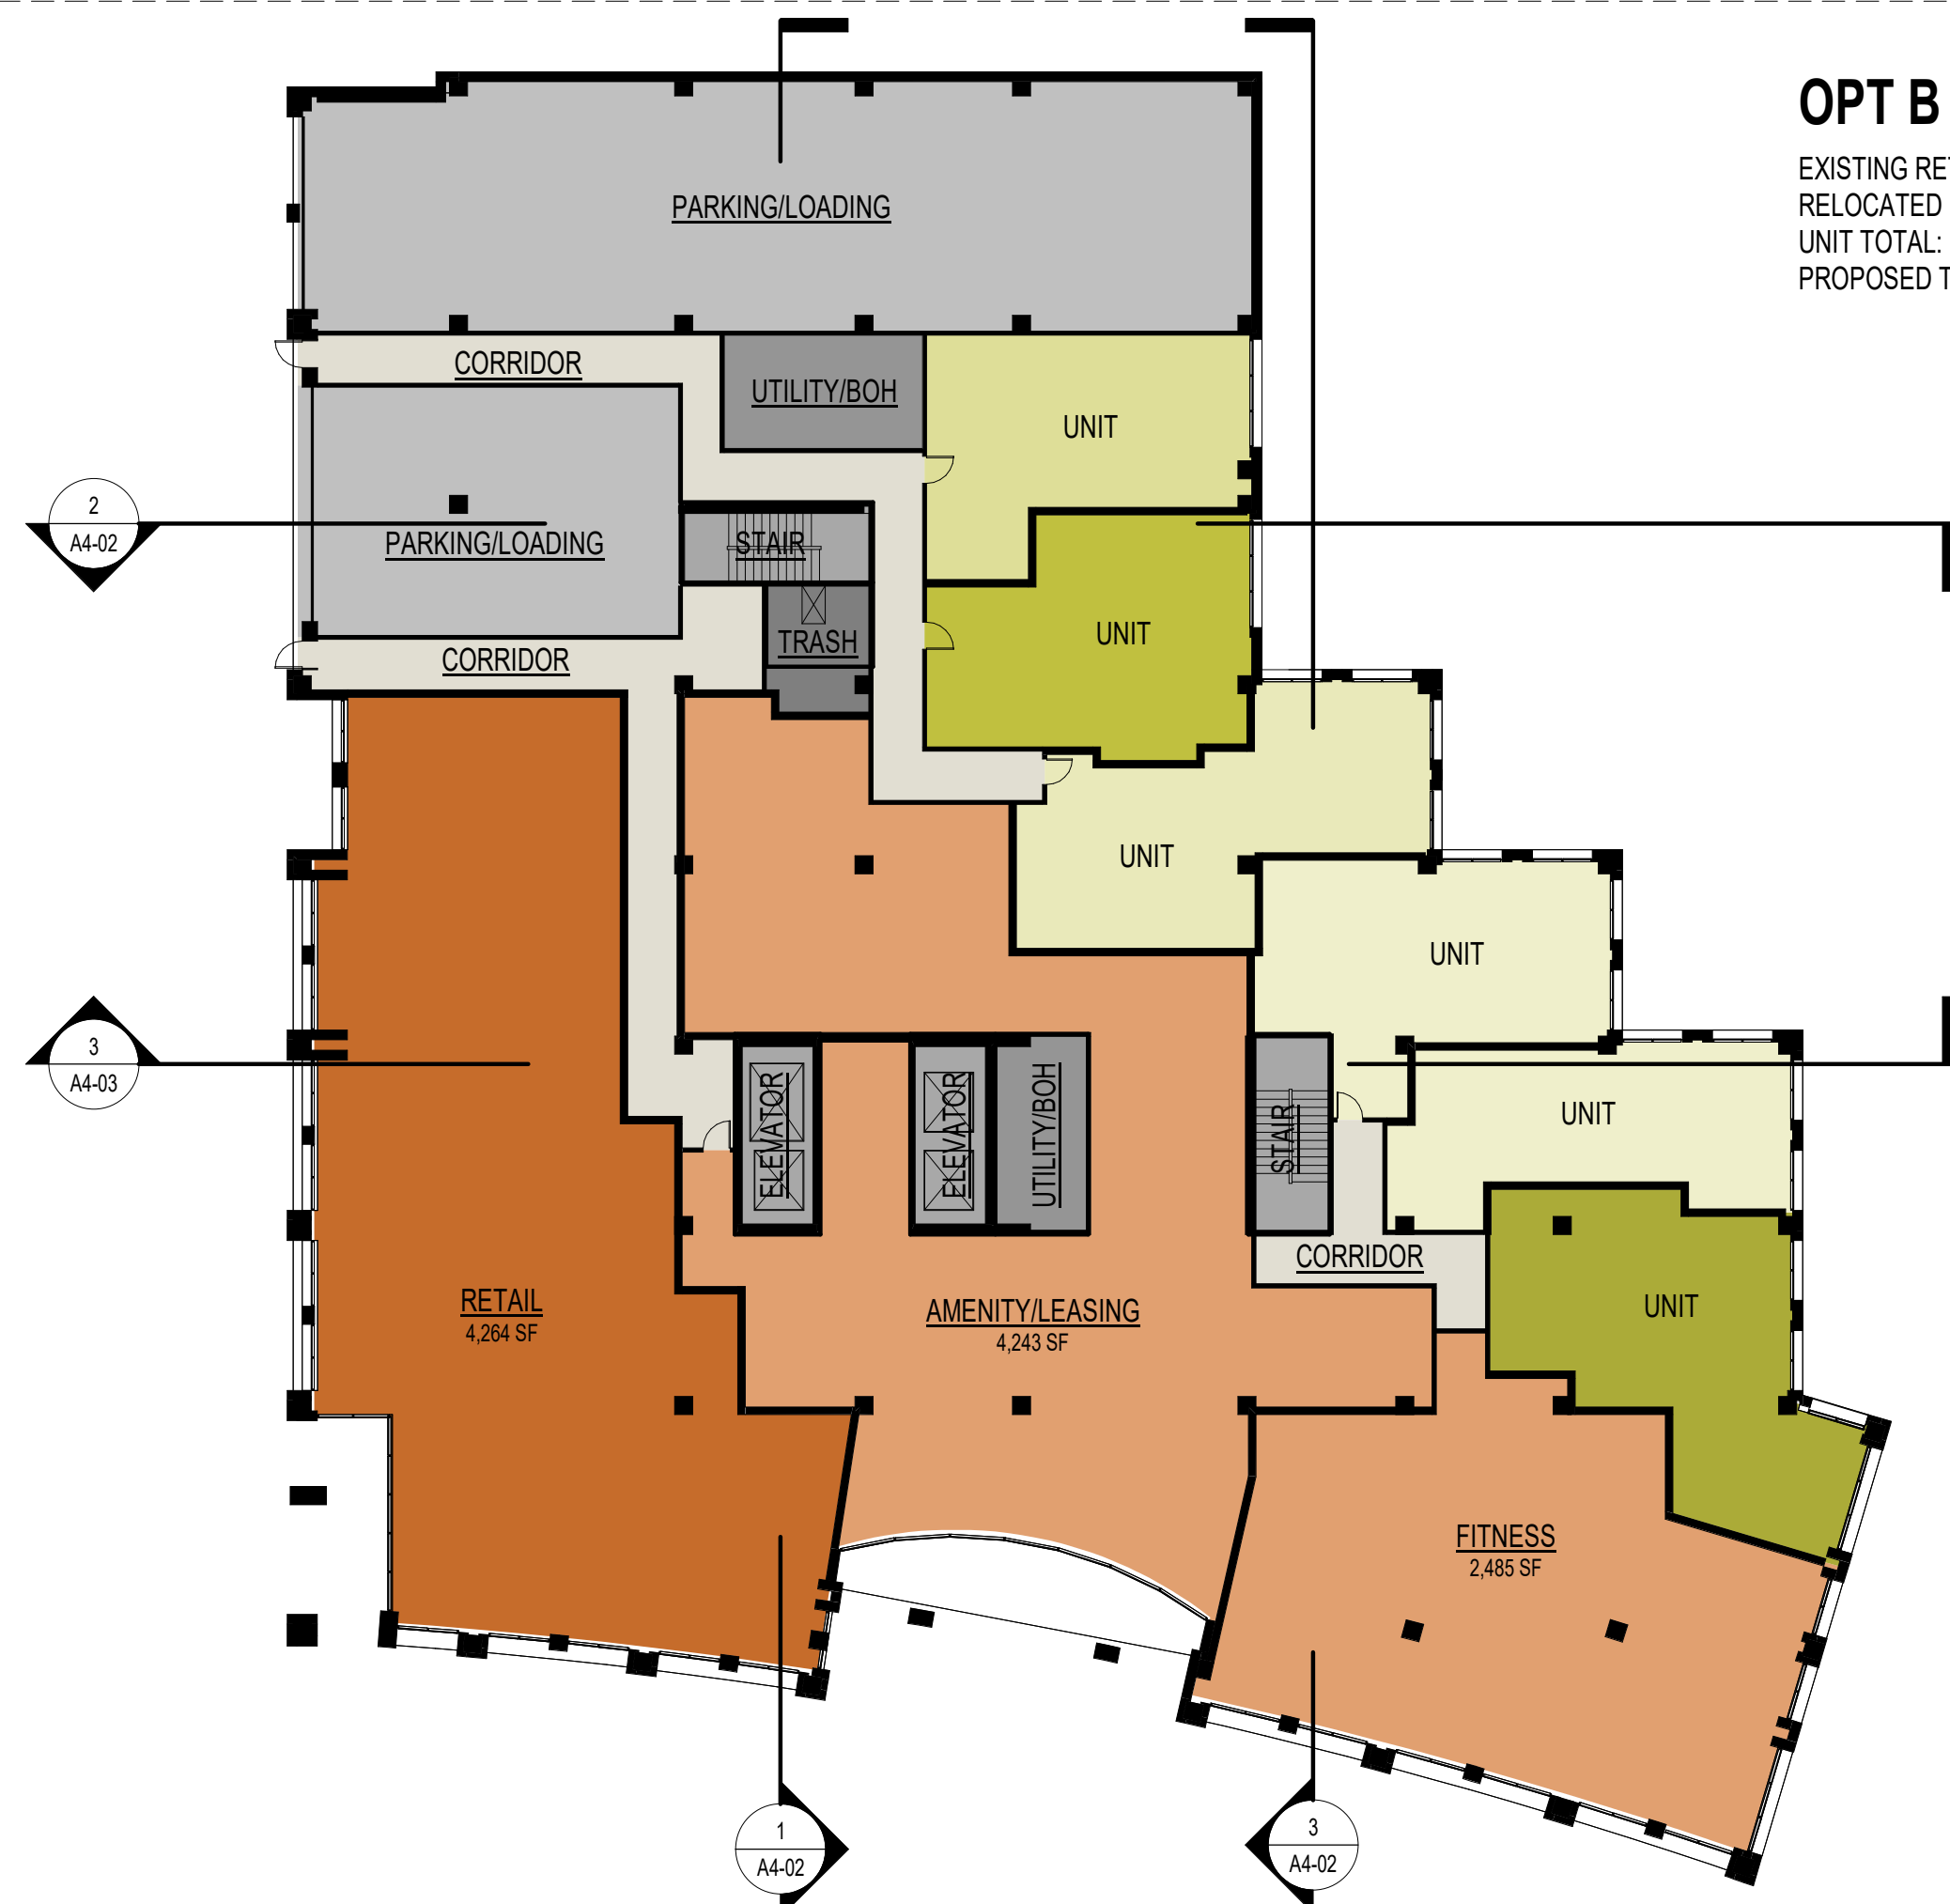 OPT B
EXISTING
RELOCATED
UNIT TOTAL:
PROPOSED
PARKING/LOADING
CORRIDOR
UTILITY/BOH
UNIT
2
A4-02
PARKING/LOADING
STAIR
TRASH
UNIT
CORRIDOR
UNIT
UNIT
3
A4-03
ELEVATOR
ELEVATOR
UTILITY/BOH
STAIR
UNIT
CORRIDOR
RETAIL
4,264 SF
AMENITY/LEASING
4,243 SF
UNIT
FITNESS
2,485 SF
1
A4-02
3
A4-02